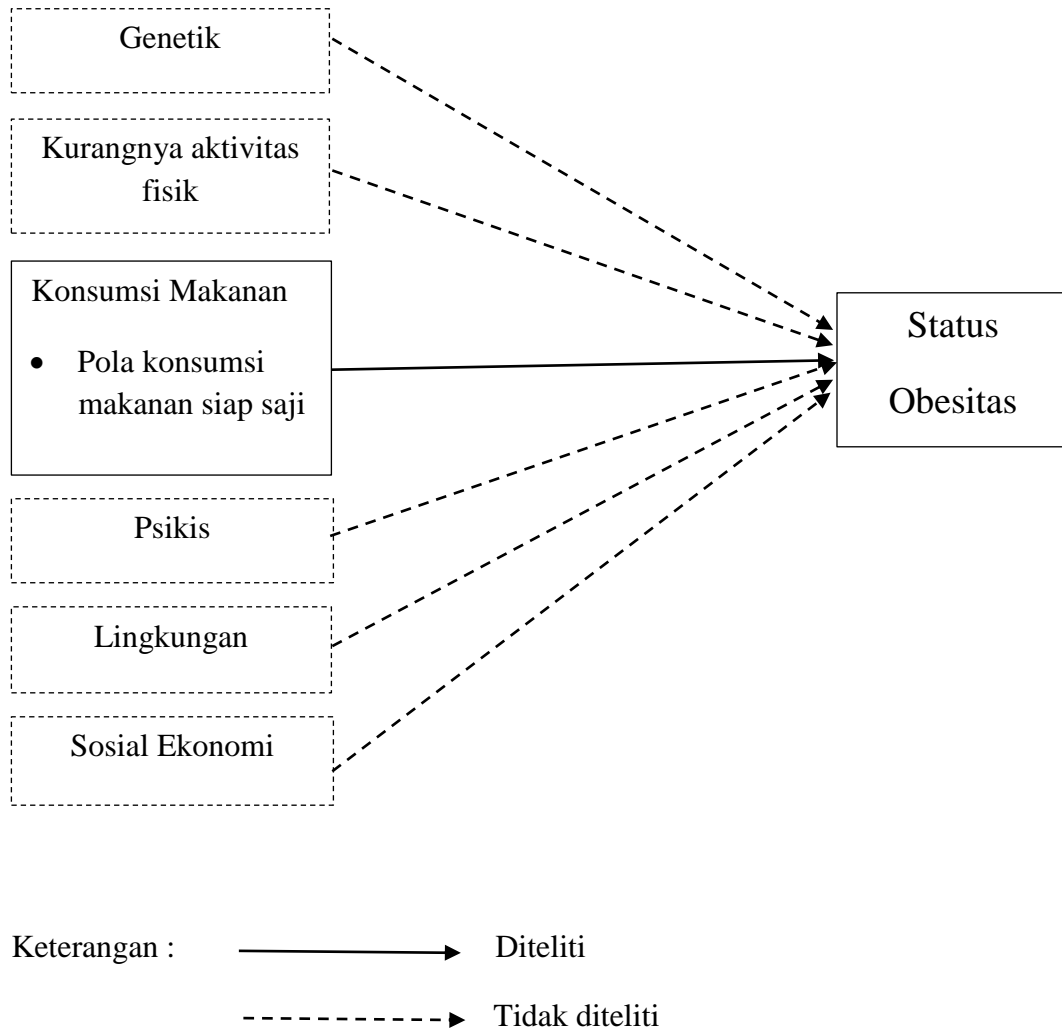 Genetik
Kurangnya aktivitas
fisik
Konsumsi Makanan
• Pola konsumsi
makanan siap saji
Psikis
Lingkungan
Sosial Ekonomi
Status
Obesitas
Keterangan :
Diteliti
Tidak diteliti